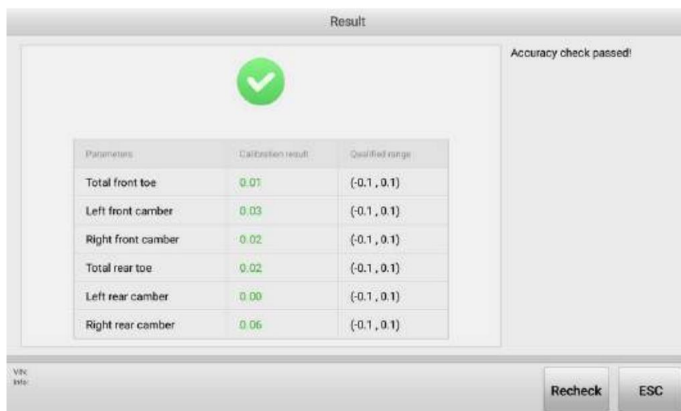 Result
Accuracy check passed!
Parameters Calibration result Qualified range
Total front toe 0.01 (-0.1 , 0.1)
Left front camber 0.03 (-0.1 , 0.1)
Right front camber 0.02 (-0.1 , 0.1)
Total rear toe 0.02 (-0.1 , 0.1)
Left rear camber 0.00 (-0.1 , 0.1)
Right rear camber 0.06 (-0.1 , 0.1)
VIN:
Info:
Recheck ESC